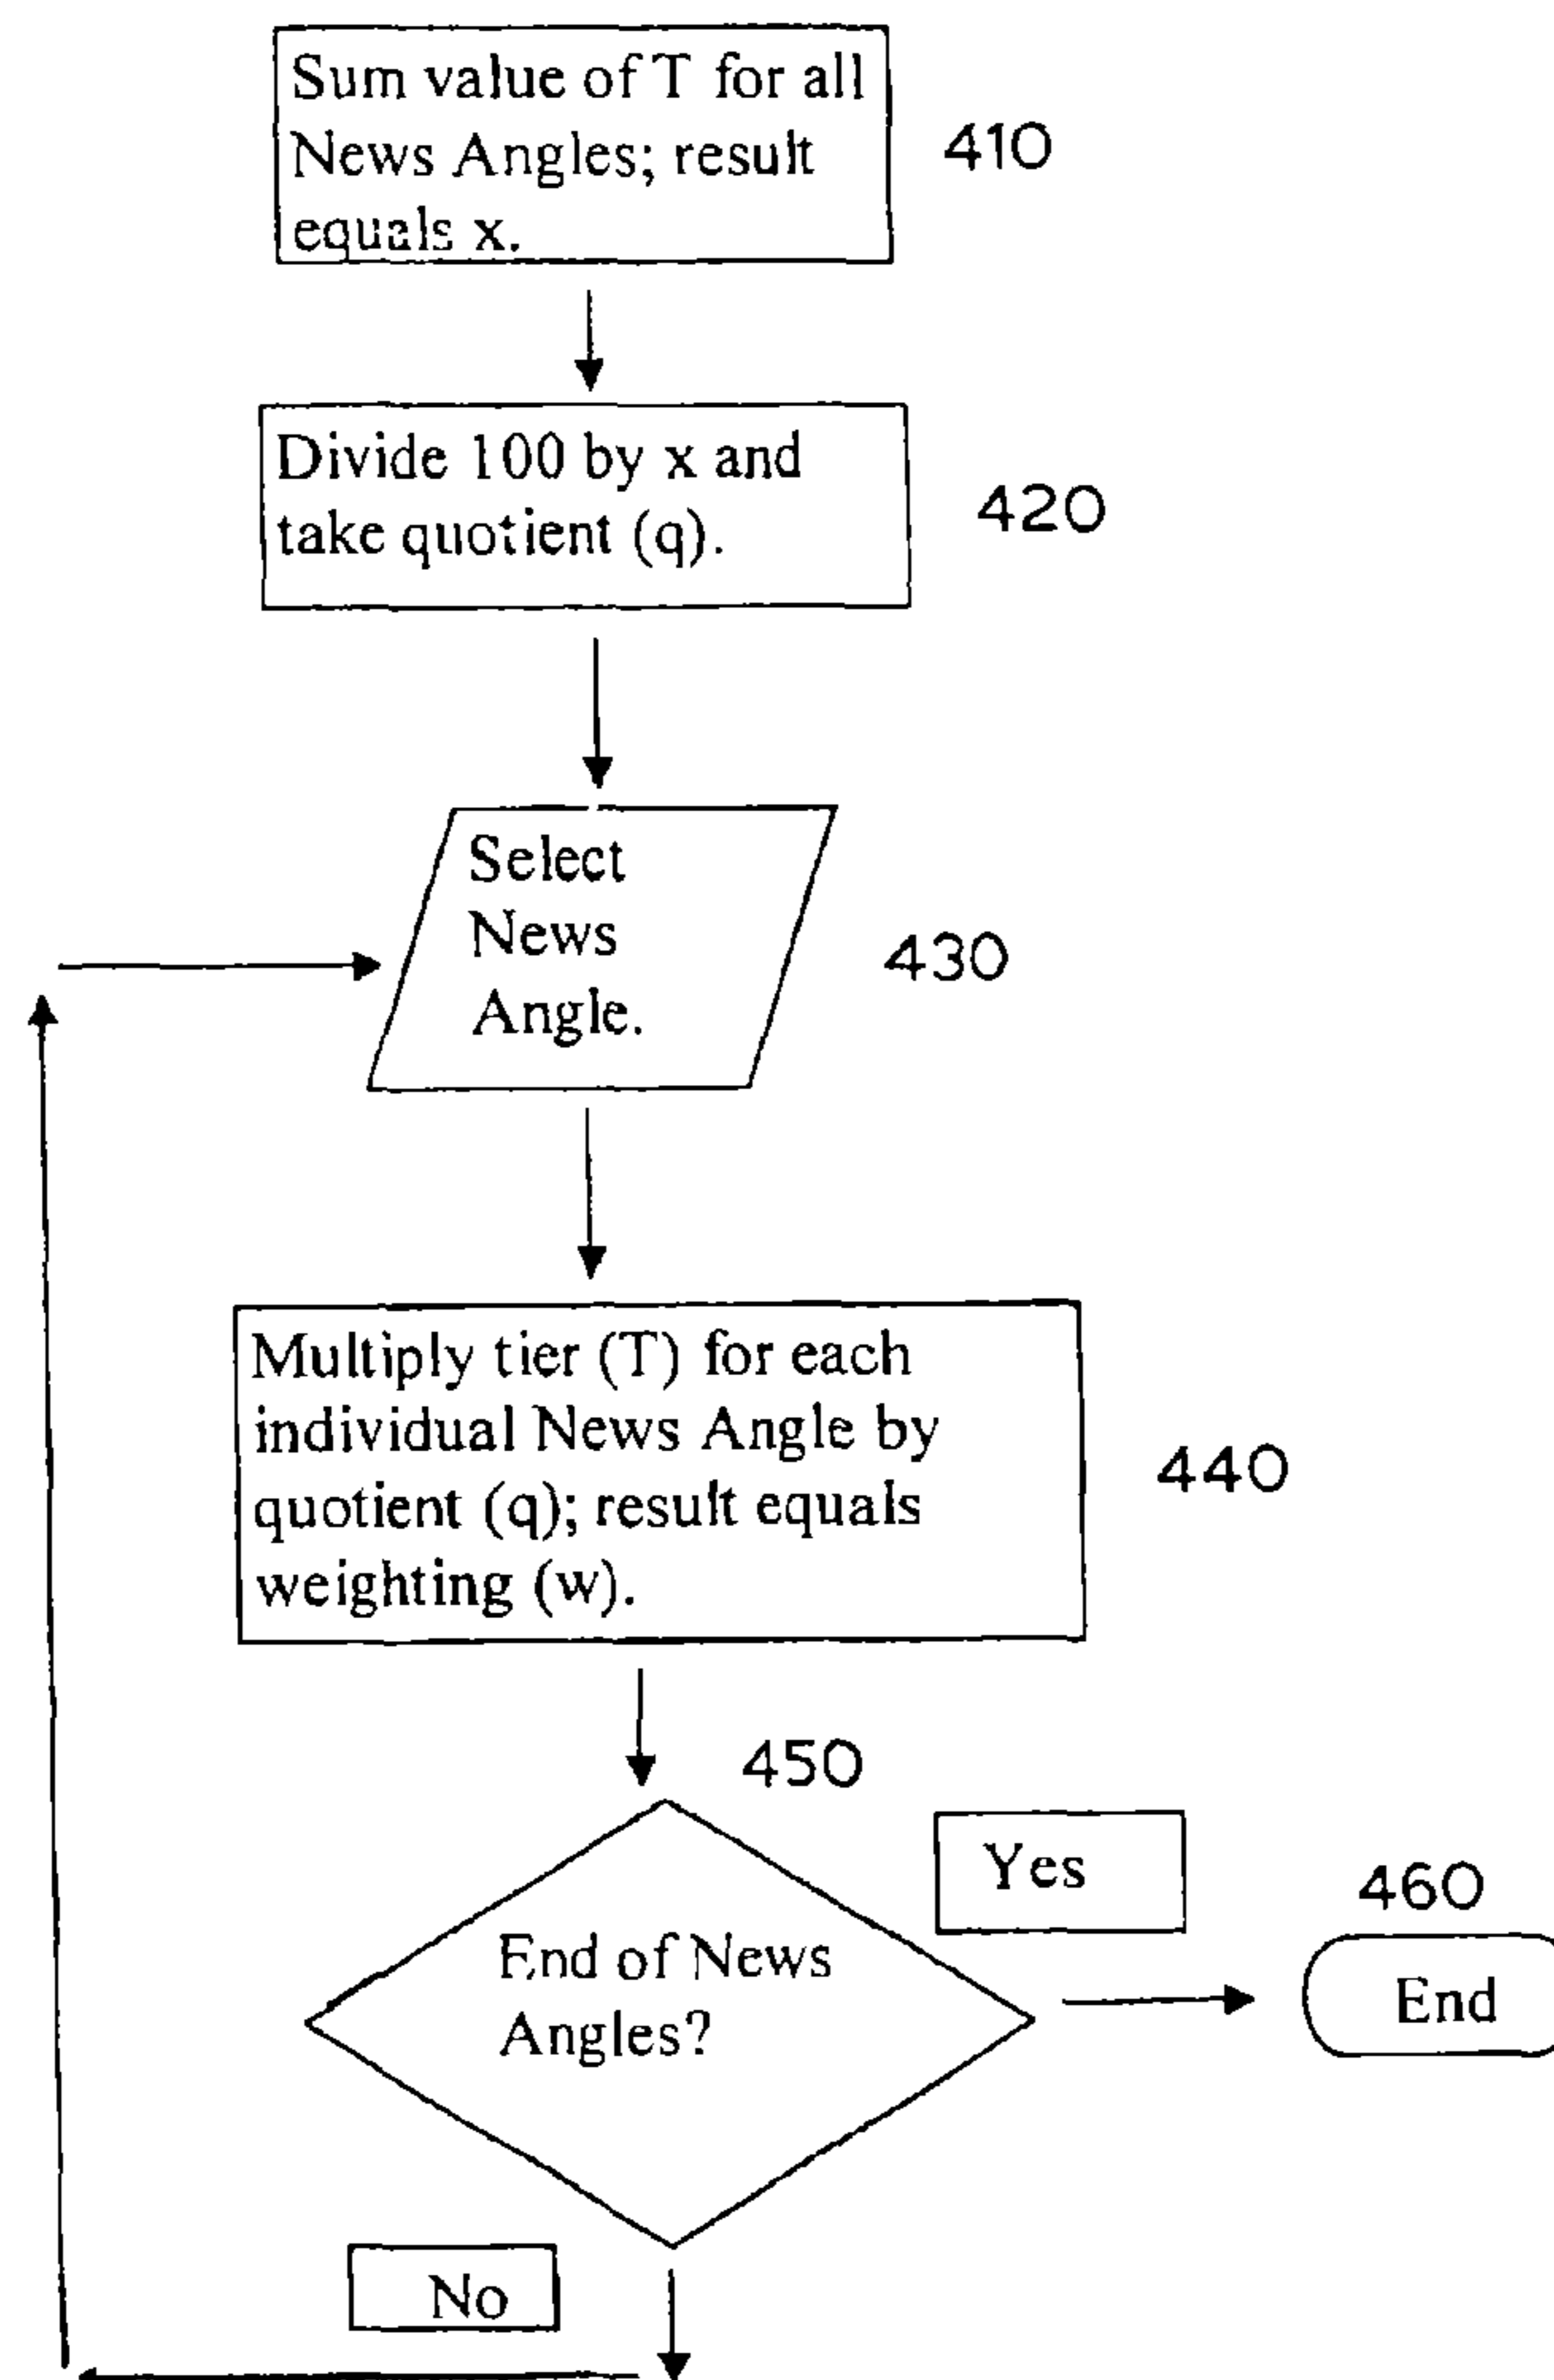 Sum value of T for all
News Angles; result
equals x.
410
Divide 100 by x and
take quotient (q).
420
Select
News
Angle.
430
Multiply tier (T) for each
individual News Angle by
quotient (q); result equals
weighting (w).
440
450
Yes
460
End of News
Angles?
End
No